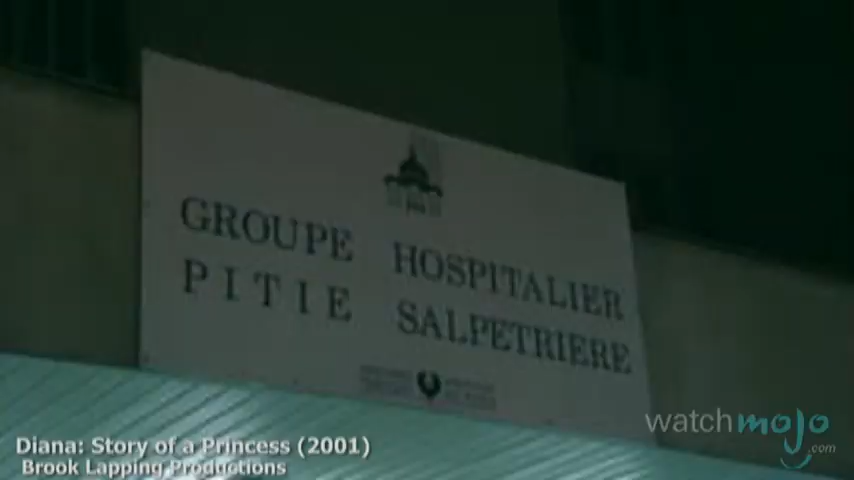 GROUPE HOSPITALIER
PITIE SALPETRIERE
Diana: Story of a Princess (2001)
Brook Lapping Productions
watchmojo
.com